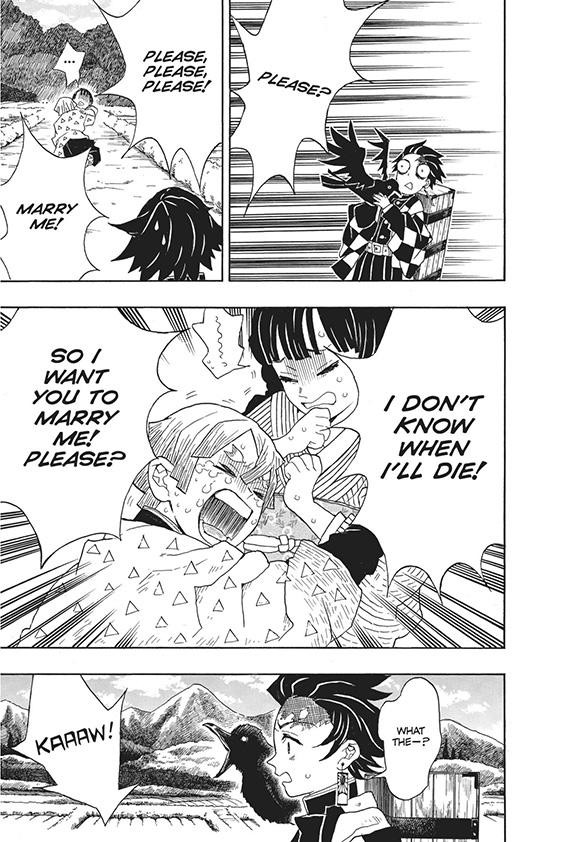 PLEASE?
PLEASE,
PLEASE,
PLEASE!
...
MARRY
ME!
I DON'T
KNOW
WHEN
I'LL DIE!
SO I
WANT
YOU TO
MARRY
ME!
PLEASE?
WHAT
THE—?
KAAAW!